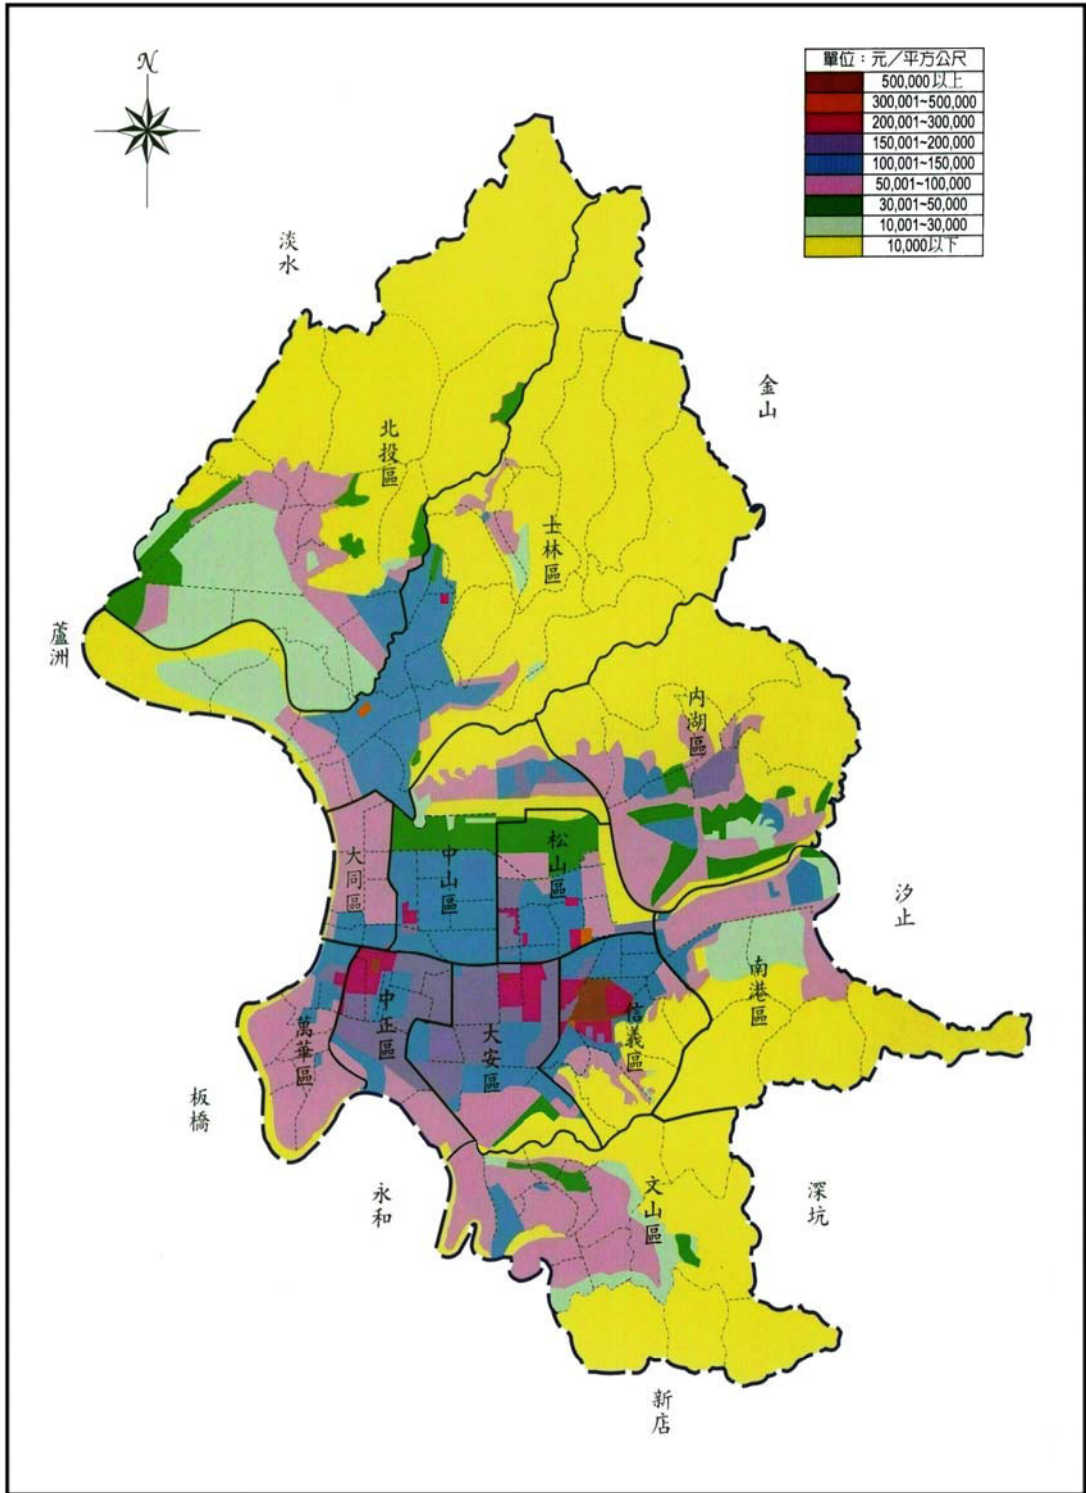 N
單位：元／平方公尺
500,000以上
300,001~500,000
200,001~300,000
150,001~200,000
100,001~150,000
50,001~100,000
30,001~50,000
10,001~30,000
10,000以下
淡水
金山
北投區
士林區
蘆洲
內湖區
大同區
中山區
松山區
汐止
南港區
萬華區
中正區
大安區
信義區
板橋
永和
文山區
深坑
新店